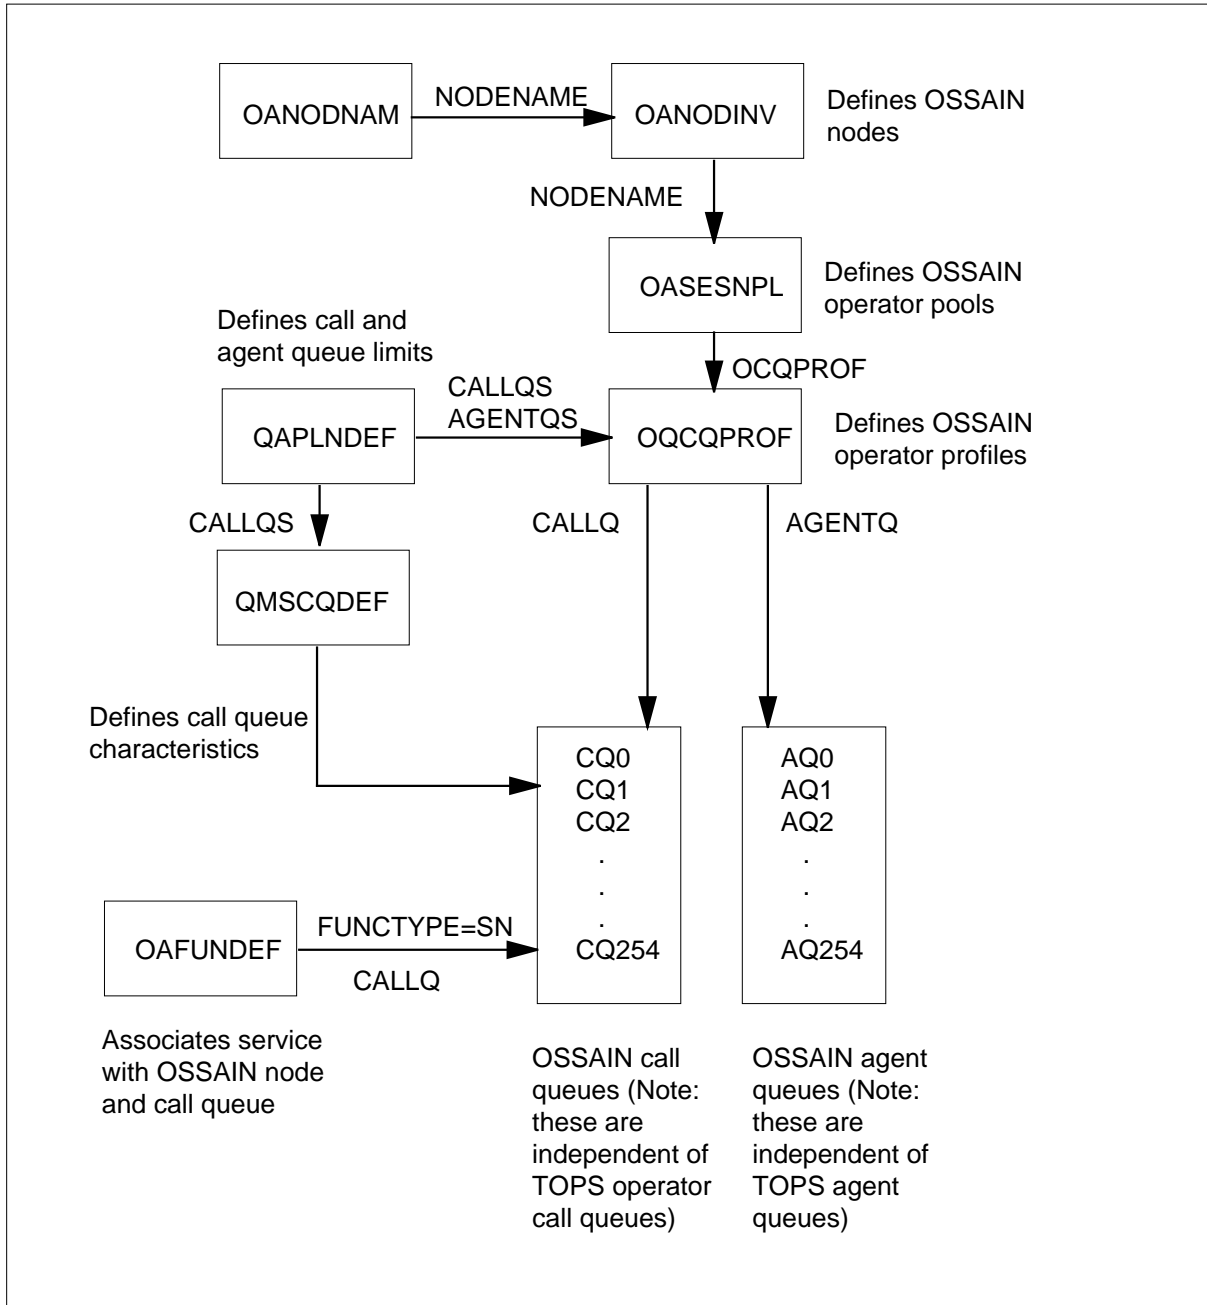 OANODNAM
NODENAME
OANODINV
Defines OSSAIN
nodes
NODENAME
OASESNPL
Defines OSSAIN
operator pools
Defines call and
agent queue limits
OCQPROF
CALLQS
AGENTQS
QAPLNDEF
OQCQPROF
Defines OSSAIN
operator profiles
CALLQS
CALLQ
AGENTQ
QMSCQDEF
Defines call queue
characteristics
CQ0
CQ1
CQ2
.
.
.
CQ254
AQ0
AQ1
AQ2
.
.
.
AQ254
OAFUNDEF
FUNCTYPE=SN
CALLQ
Associates service
with OSSAIN node
and call queue
OSSAIN call
queues (Note:
these are
independent of
TOPS operator
call queues)
OSSAIN agent
queues (Note:
these are
independent of
TOPS agent
queues)